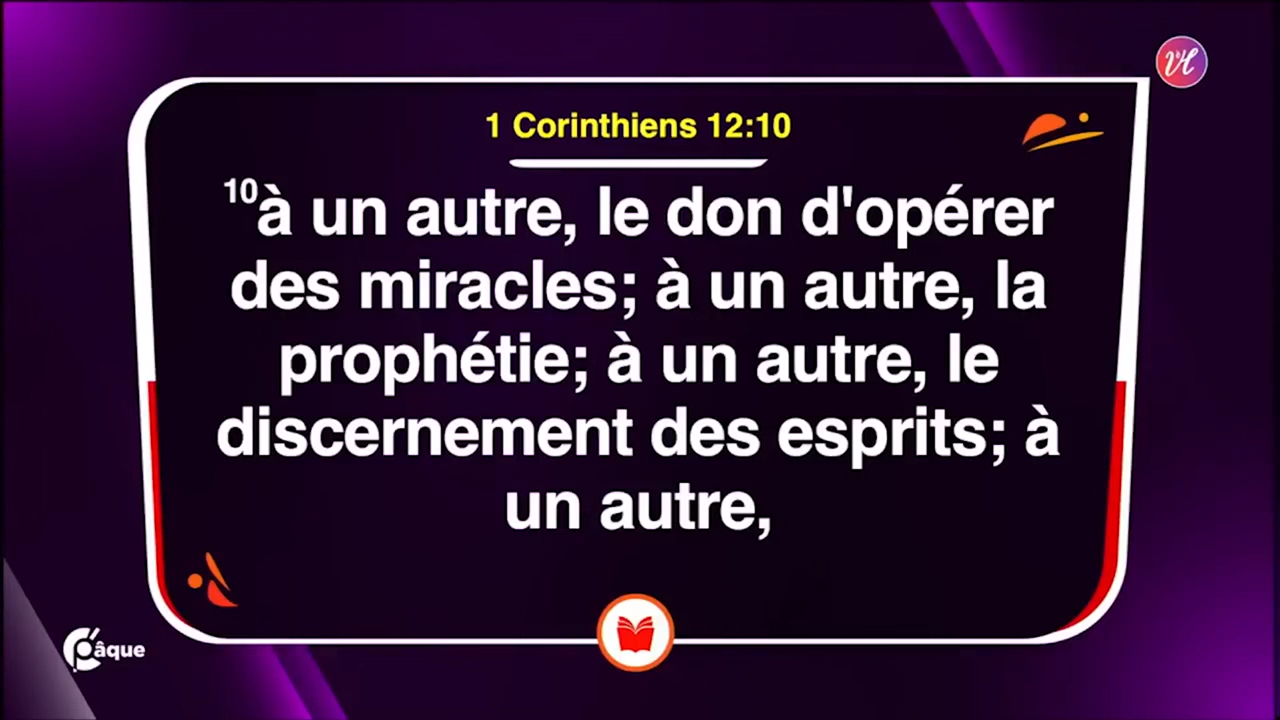 1 Corinthiens 12:10
10à un autre, le don d'opérer
des miracles; à un autre, la
prophétie; à un autre, le
discernement des esprits; à
un autre,
Pâque